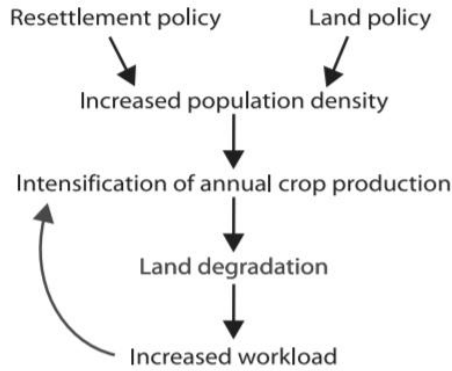 Resettlement policy
Land policy
Increased population density
Intensification of annual crop production
Land degradation
Increased workload